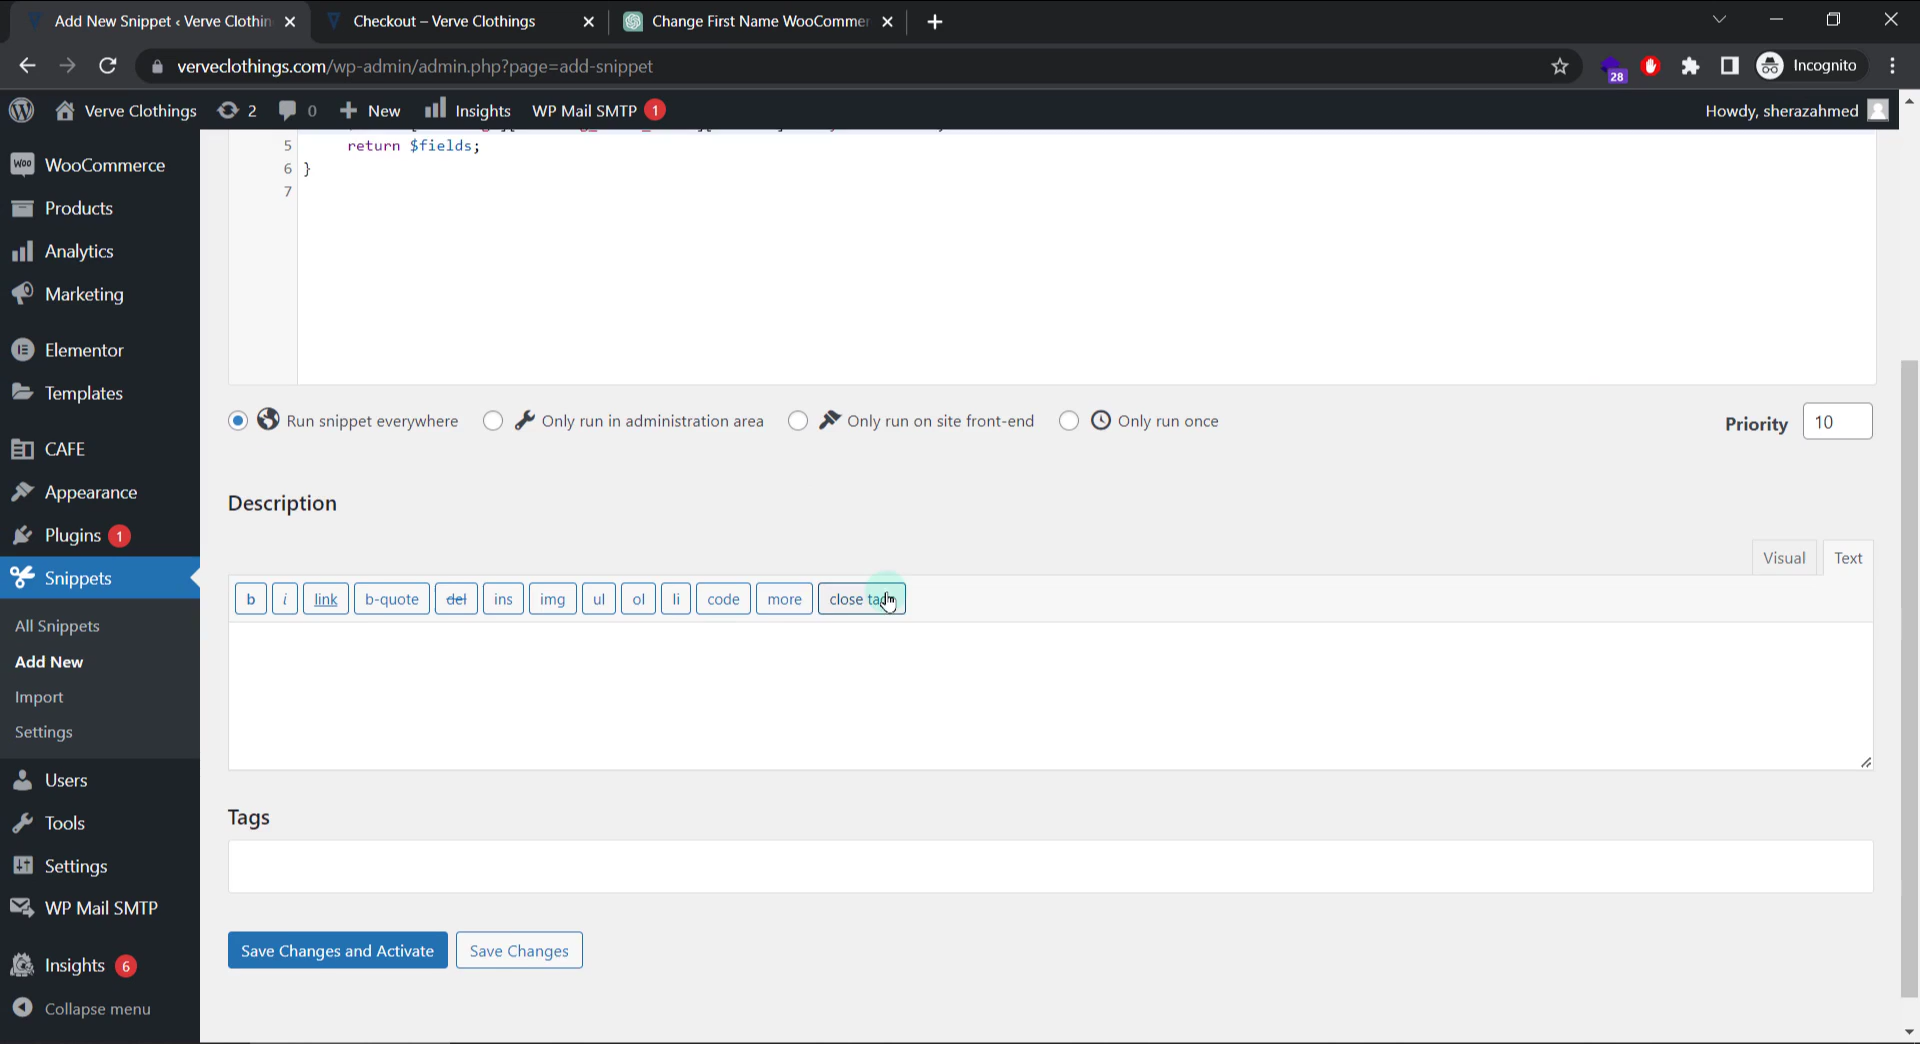 Add New Snippet ‹ Verve Clothin
Checkout – Verve Clothings
Change First Name WooCommer
verveclothings.com/wp-admin/admin.php?page=add-snippet
28
Incognito
Verve Clothings
2
0
New
Insights
WP Mail SMTP 1
Howdy, sherazahmed
Woo WooCommerce
Products
Analytics
Marketing
Elementor
Templates
CAFE
Appearance
Plugins 1
Snippets
All Snippets
Add New
Import
Settings
Users
Tools
Settings
WP Mail SMTP
Insights 6
Collapse menu
5 return $fields;
6 }
7
Run snippet everywhere
Only run in administration area
Only run on site front-end
Only run once
Priority 10
Description
Visual Text
b i link b-quote del ins img ul ol li code more close
Tags
Save Changes and Activate Save Changes